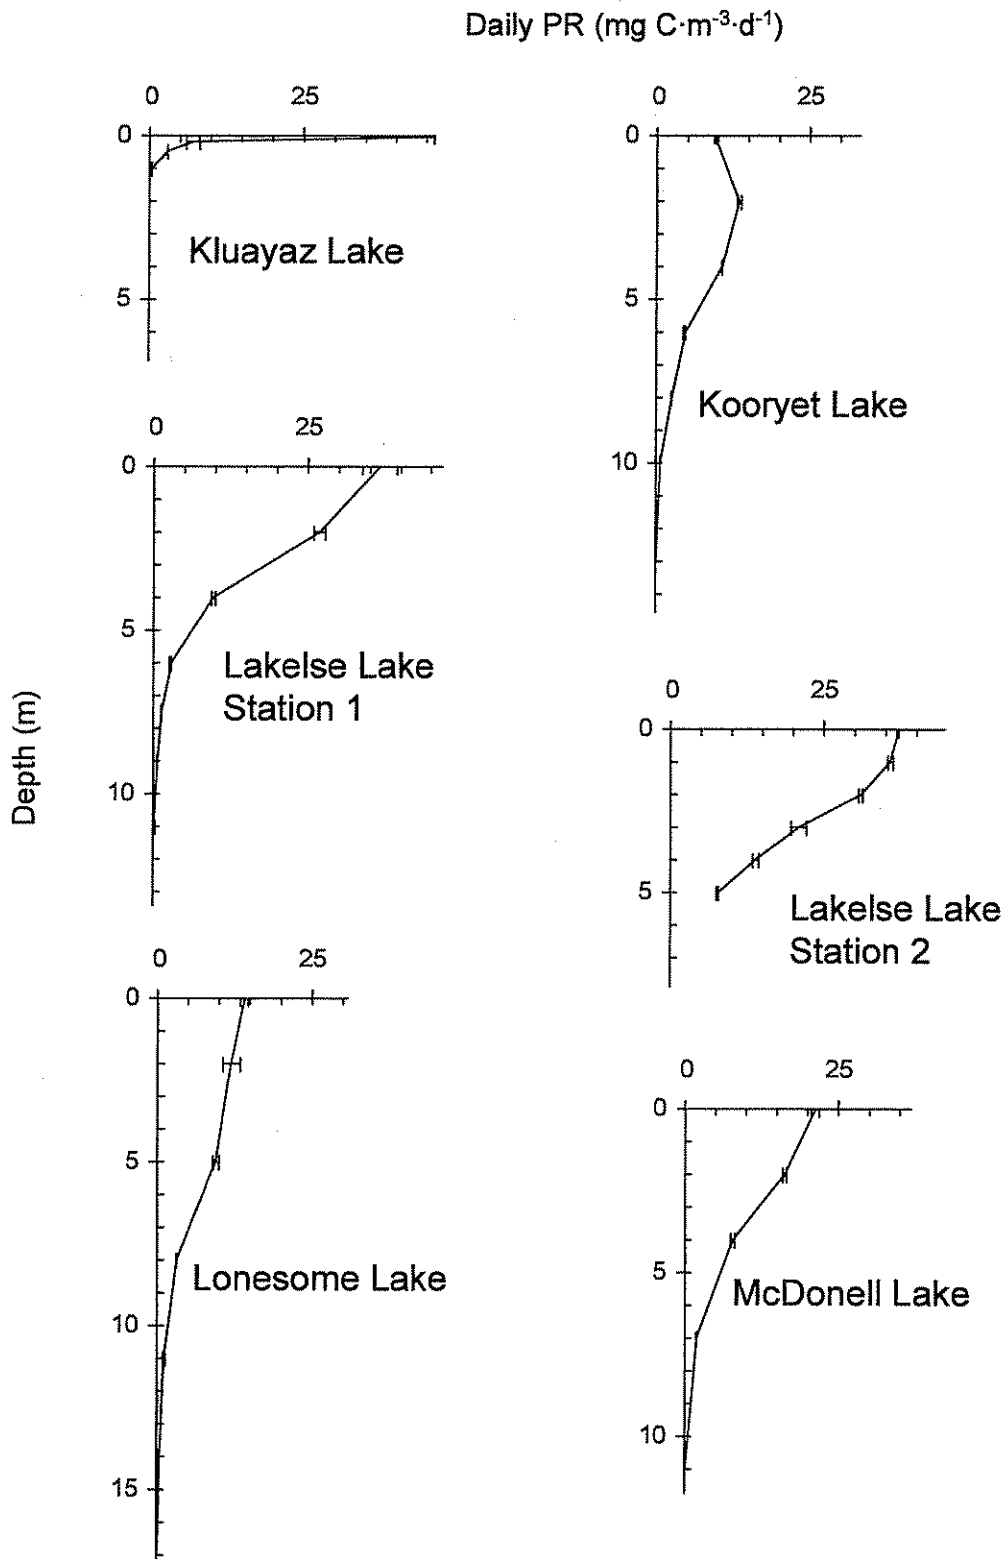 Daily PR (mg C·m⁻³·d⁻¹)
0 25
0
5
Kluayaz Lake
0 25
0
5
10
Kooryet Lake
0 25
0
5
10
Lakelse Lake
Station 1
Depth (m)
0 25
0
5
Lakelse Lake
Station 2
0 25
0
5
10
15
Lonesome Lake
0 25
0
5
10
McDonell Lake